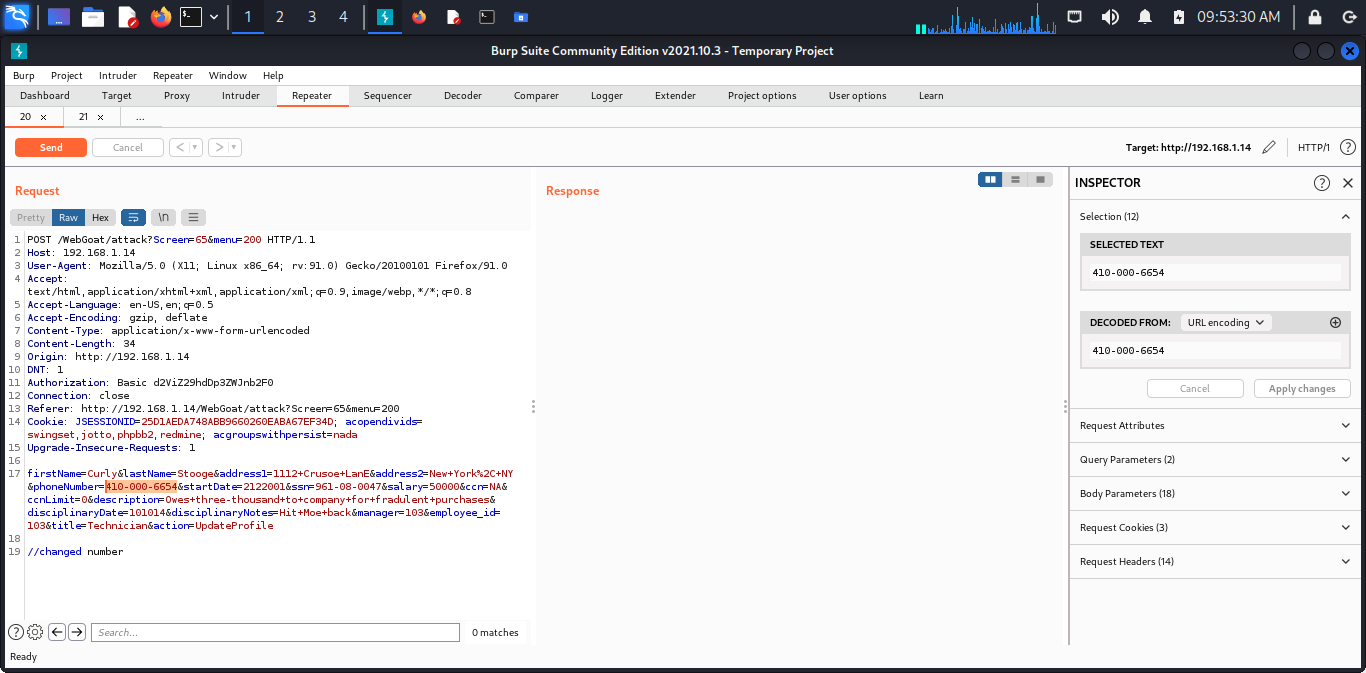 1 2 3 4 09:53:30 AM
Burp Suite Community Edition v2021.10.3 - Temporary Project
Burp Project Intruder Repeater Window Help
Dashboard Target Proxy Intruder Repeater Sequencer Decoder Comparer Logger Extender Project options User options Learn
20 × 21 × ...
Send Cancel < > Target: http://192.168.1.14 HTTP/1 ?
Request
Response
INSPECTOR ?
Pretty Raw Hex \n
Selection (12)
SELECTED TEXT
410-000-6654
DECODED FROM: URL encoding
410-000-6654
Cancel Apply changes
Request Attributes
Query Parameters (2)
Body Parameters (18)
Request Cookies (3)
Request Headers (14)
1 POST /WebGoat/attack?Screen=65&menu=200 HTTP/1.1
2 Host: 192.168.1.14
3 User-Agent: Mozilla/5.0 (X11; Linux x86_64; rv:91.0) Gecko/20100101 Firefox/91.0
4 Accept:
text/html,application/xhtml+xml,application/xml;q=0.9,image/webp,*/*;q=0.8
5 Accept-Language: en-US,en;q=0.5
6 Accept-Encoding: gzip, deflate
7 Content-Type: application/x-www-form-urlencoded
8 Content-Length: 34
9 Origin: http://192.168.1.14
10 DNT: 1
11 Authorization: Basic d2ViZ29hdDp3ZWJnb2F0
12 Connection: close
13 Referer: http://192.168.1.14/WebGoat/attack?Screen=65&menu=200
14 Cookie: JSESSIONID=25D1AEDA748ABB9660260EABA67EF34D; acopendivids=
swingset,jotto,phpbb2,redmine; acgroupswithpersist=nada
15 Upgrade-Insecure-Requests: 1
16
17 firstName=Curly&lastName=Stooge&address1=1112+Crusoe+LanE&address2=New+York%2C+NY
&phoneNumber=410-000-6654&startDate=2122001&ssn=961-08-0047&salary=50000&ccn=NA&
ccnLimit=0&description=Owes+three-thousand+to+company+for+fradulent+purchases&
disciplinaryDate=101014&disciplinaryNotes=Hit+Moe+back&manager=103&employee_id=
103&title=Technician&action=UpdateProfile
18
19 //changed number
? Search... 0 matches
Ready